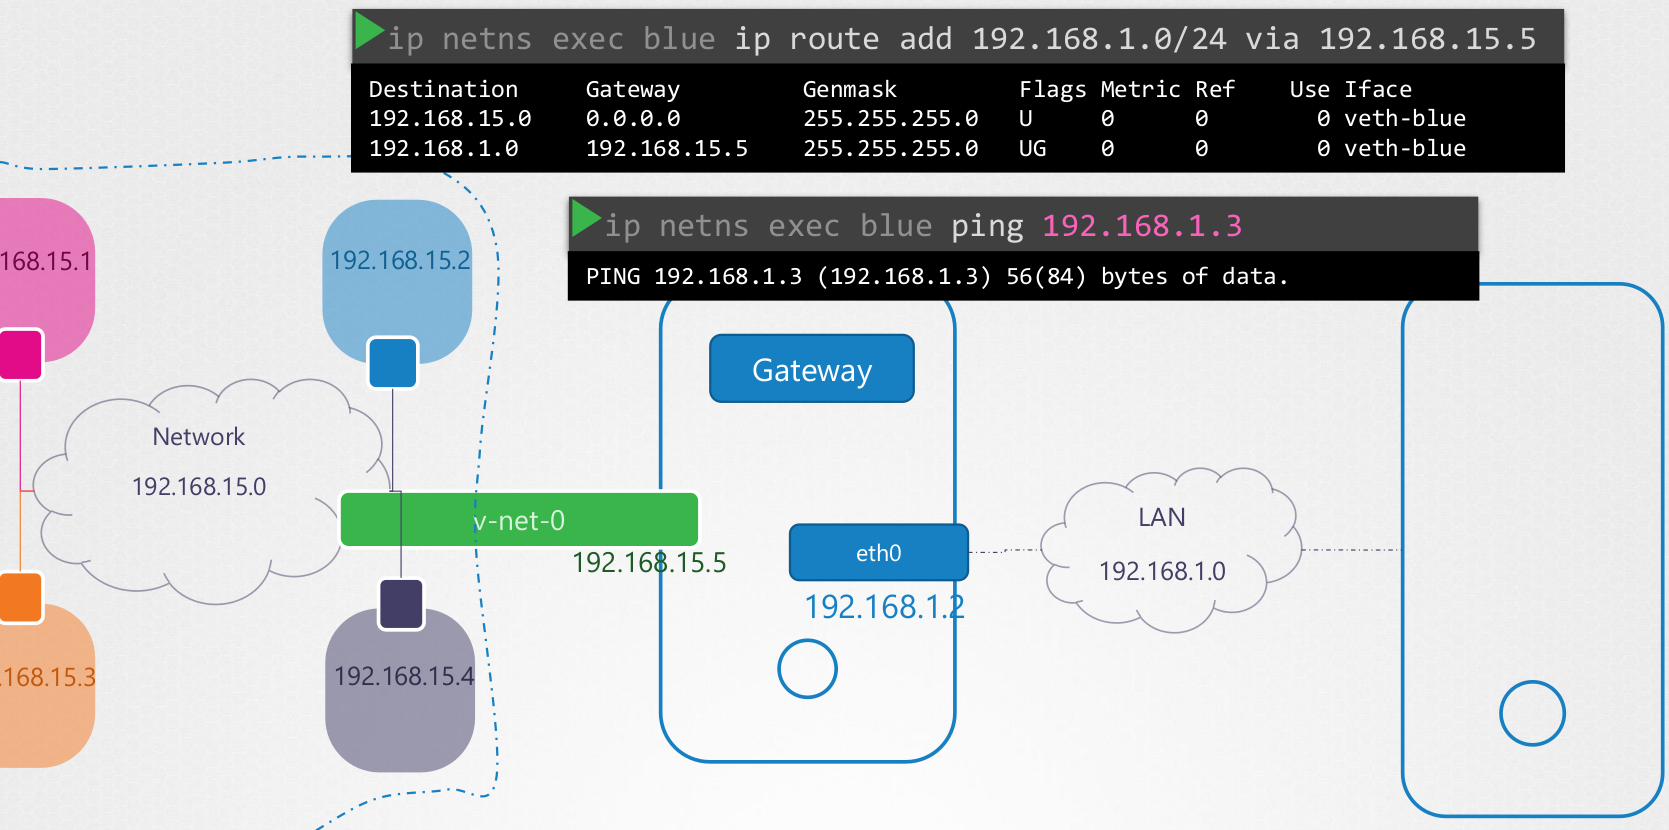 ip netns exec blue ip route add 192.168.1.0/24 via 192.168.15.5
Destination Gateway Genmask Flags Metric Ref Use Iface
192.168.15.0 0.0.0.0 255.255.255.0 U 0 0 0 veth-blue
192.168.1.0 192.168.15.5 255.255.255.0 UG 0 0 0 veth-blue
ip netns exec blue ping 192.168.1.3
PING 192.168.1.3 (192.168.1.3) 56(84) bytes of data.
168.15.1
192.168.15.2
Gateway
Network
192.168.15.0
v-net-0
192.168.15.5
eth0
192.168.1.2
LAN
192.168.1.0
.168.15.3
192.168.15.4